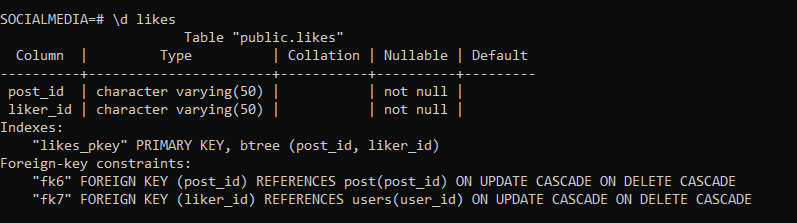 SOCIALMEDIA=# \d likes
                        Table "public.likes"
  Column  |         Type          | Collation | Nullable | Default
----------+-----------------------+-----------+----------+---------
 post_id  | character varying(50) |           | not null |
 liker_id | character varying(50) |           | not null |
Indexes:
    "likes_pkey" PRIMARY KEY, btree (post_id, liker_id)
Foreign-key constraints:
    "fk6" FOREIGN KEY (post_id) REFERENCES post(post_id) ON UPDATE CASCADE ON DELETE CASCADE
    "fk7" FOREIGN KEY (liker_id) REFERENCES users(user_id) ON UPDATE CASCADE ON DELETE CASCADE